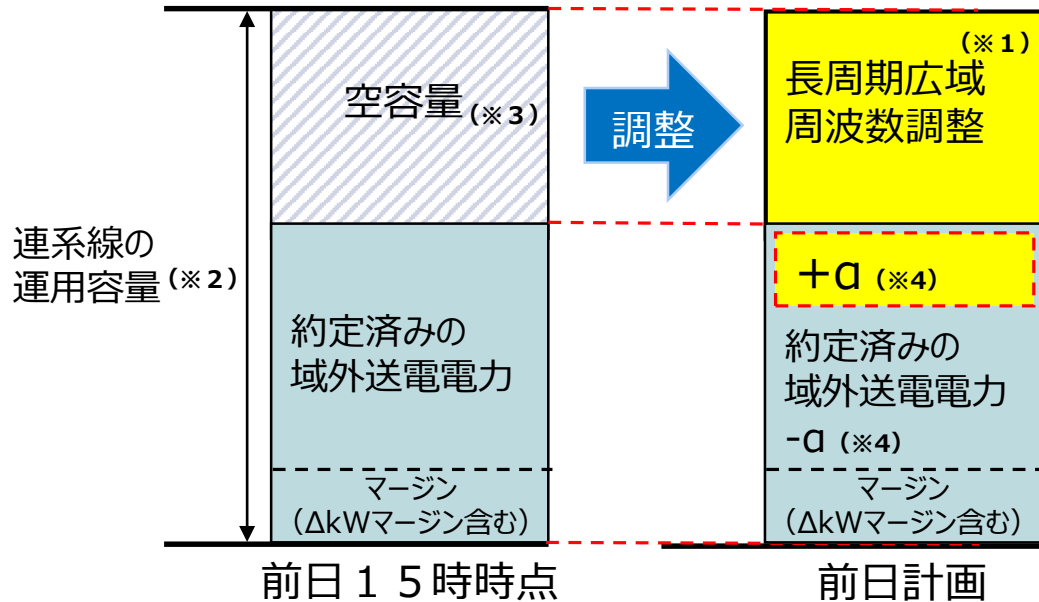 連系線の
運用容量(※２)
空容量(※３)
約定済みの
域外送電電力
マージン
(ΔkWマージン含む)
前日１５時時点
調整
(※１)
長周期広域
周波数調整
+α (※4)
約定済みの
域外送電電力
-α (※4)
マージン
(ΔkWマージン含む)
前日計画